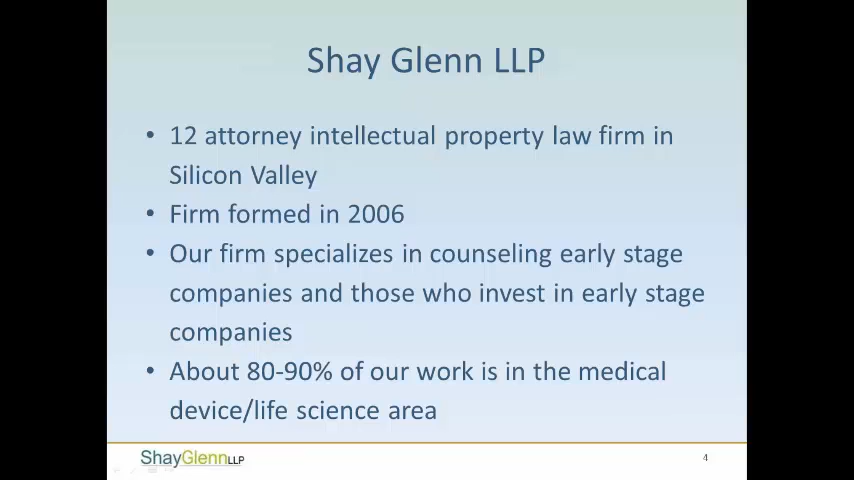 Shay Glenn LLP
• 12 attorney intellectual property law firm in
Silicon Valley
• Firm formed in 2006
• Our firm specializes in counseling early stage
companies and those who invest in early stage
companies
• About 80-90% of our work is in the medical
device/life science area
ShayGlennLLP
4